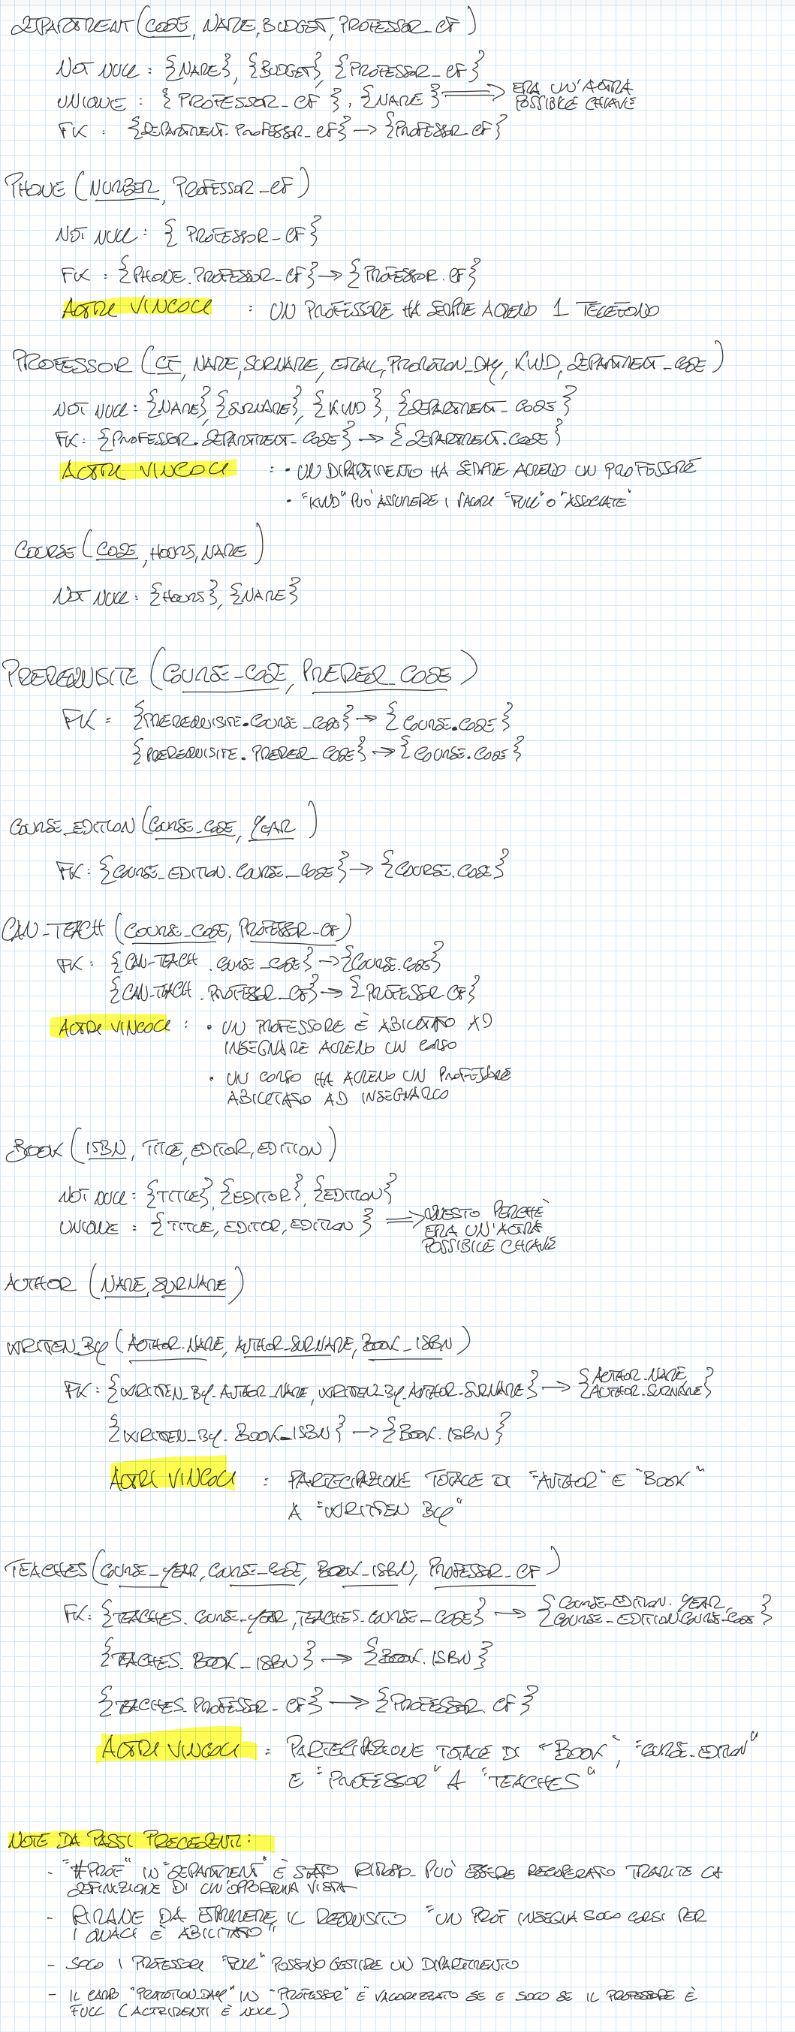 DEPARTMENT (CODE, NAME, BUDGET, PROFESSOR_CF)
NOT NULL : {NAME}, {BUDGET}, {PROFESSOR_CF}
UNIQUE : {PROFESSOR_CF}, {NAME} ⟹ ERA UN'ALTRA
POSSIBILE CHIAVE
FK : {DEPARTMENT.PROFESSOR_CF} → {PROFESSOR.CF}
PHONE (NUMBER, PROFESSOR_CF)
NOT NULL : {PROFESSOR_CF}
FK : {PHONE.PROFESSOR_CF} → {PROFESSOR.CF}
ALTRI VINCOLI : UN PROFESSORE HA SEMPRE ALMENO 1 TELEFONO
PROFESSOR (CF, NAME, SURNAME, EMAIL, PROMOTION_DAY, KIND, DEPARTMENT_CODE)
NOT NULL : {NAME}, {SURNAME}, {KIND}, {DEPARTMENT_CODE}
FK : {PROFESSOR.DEPARTMENT_CODE} → {DEPARTMENT.CODE}
ALTRI VINCOLI : • UN DIPARTIMENTO HA SEMPRE ALMENO UN PROFESSORE
• "KIND" PUÒ ASSUMERE I VALORI "FULL" O "ASSOCIATE"
COURSE (CODE, HOURS, NAME)
NOT NULL : {HOURS}, {NAME}
PREREQUISITE (COURSE_CODE, PREREQ_CODE)
FK : {PREREQUISITE.COURSE_CODE} → {COURSE.CODE}
{PREREQUISITE.PREREQ_CODE} → {COURSE.CODE}
COURSE_EDITION (COURSE_CODE, YEAR)
FK : {COURSE_EDITION.COURSE_CODE} → {COURSE.CODE}
CAN_TEACH (COURSE_CODE, PROFESSOR_CF)
FK : {CAN_TEACH.COURSE_CODE} → {COURSE.CODE}
{CAN_TEACH.PROFESSOR_CF} → {PROFESSOR.CF}
ALTRI VINCOLI : • UN PROFESSORE È ABILITATO AD
INSEGNARE ALMENO UN CORSO
• UN CORSO HA ALMENO UN PROFESSORE
ABILITATO AD INSEGNARLO
BOOK (ISBN, TITLE, EDITOR, EDITION)
NOT NULL : {TITLE}, {EDITOR}, {EDITION}
UNIQUE : {TITLE, EDITOR, EDITION} ⟹ QUESTO PERCHÈ
ERA UN'ALTRA
POSSIBILE CHIAVE
AUTHOR (NAME, SURNAME)
WRITTEN_BY (AUTHOR_NAME, AUTHOR_SURNAME, BOOK_ISBN)
FK : {WRITTEN_BY.AUTHOR_NAME, WRITTEN_BY.AUTHOR_SURNAME} → {AUTHOR.NAME,
AUTHOR.SURNAME}
{WRITTEN_BY.BOOK_ISBN} → {BOOK.ISBN}
ALTRI VINCOLI : PARTECIPAZIONE TOTALE DI "AUTHOR" E "BOOK"
A "WRITTEN BY"
TEACHES (COURSE_YEAR, COURSE_CODE, BOOK_ISBN, PROFESSOR_CF)
FK : {TEACHES.COURSE_YEAR, TEACHES.COURSE_CODE} → {COURSE_EDITION.YEAR,
COURSE_EDITION.COURSE_CODE}
{TEACHES.BOOK_ISBN} → {BOOK.ISBN}
{TEACHES.PROFESSOR_CF} → {PROFESSOR.CF}
ALTRI VINCOLI : PARTECIPAZIONE TOTALE DI "BOOK", "COURSE_EDITION"
E "PROFESSOR" A "TEACHES"
NOTE DA PASSI PRECEDENTI :
- "#PROF" IN "DEPARTMENT" È STATO RIMOSSO. PUÒ ESSERE RECUPERATO TRAMITE LA
DEFINIZIONE DI UN'OPPORTUNA VISTA
- RIMANE DA ESPRIMERE IL REQUISITO "UN PROF INSEGNA SOLO CORSI PER
I QUALI È ABILITATO"
- SOLO I PROFESSORI "FULL" POSSONO GESTIRE UN DIPARTIMENTO
- IL CAMPO "PROMOTION_DAY" IN "PROFESSOR" È VALORIZZATO SE E SOLO SE IL PROFESSORE È
FULL (ALTRIMENTI È NULL)